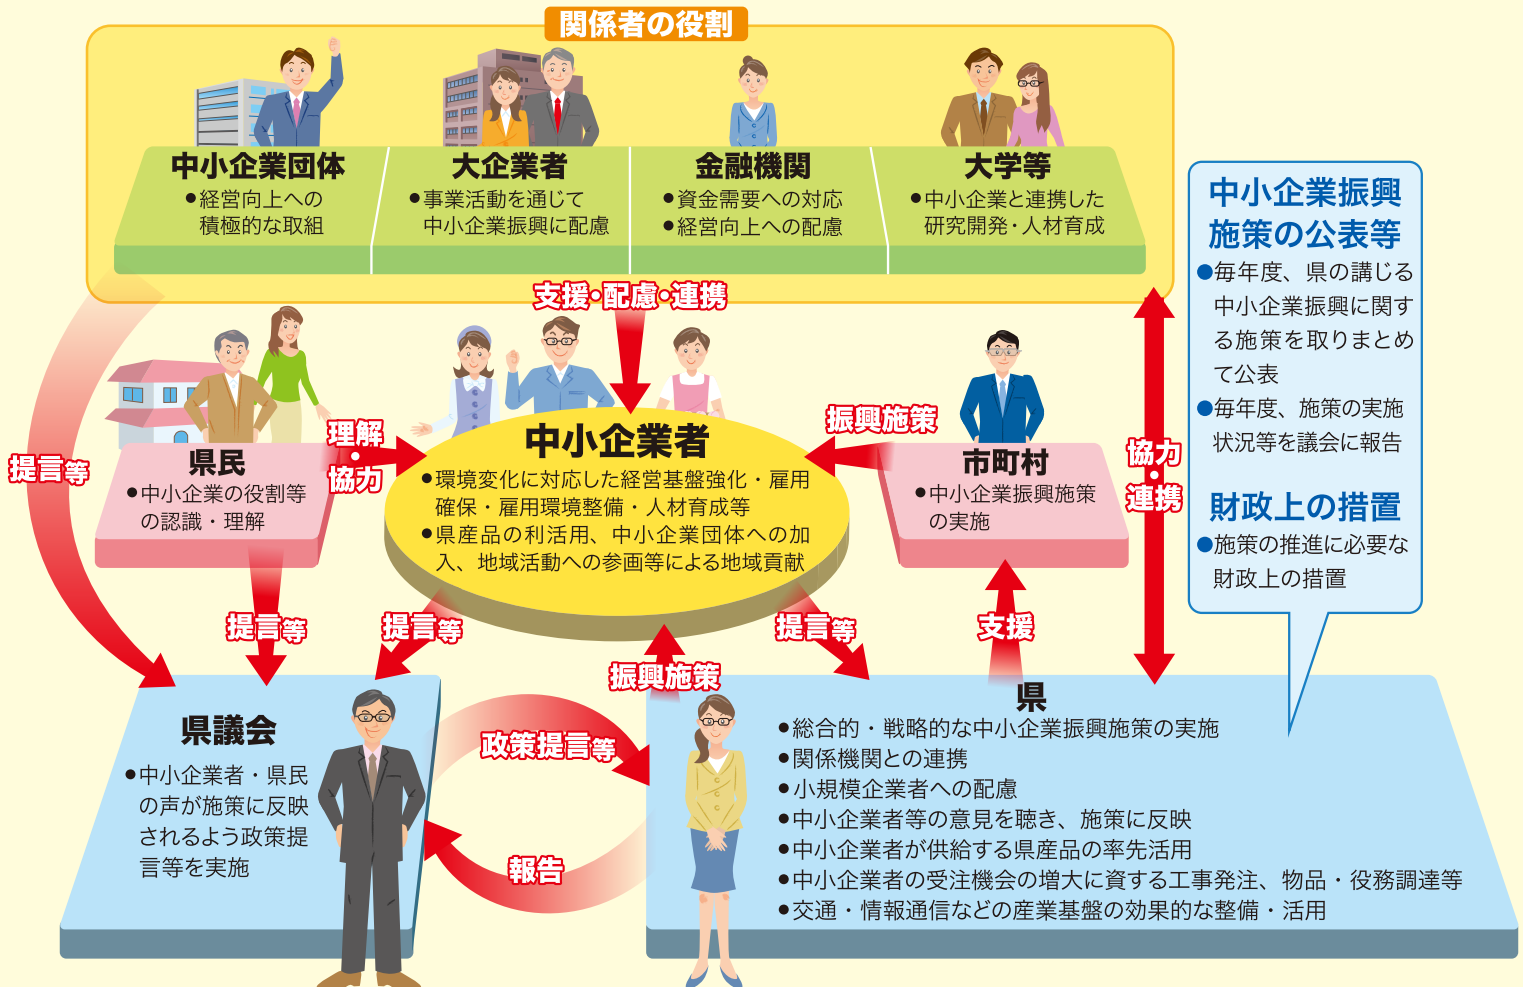 関係者の役割
中小企業団体
●経営向上への
積極的な取組
大企業者
●事業活動を通じて
中小企業振興に配慮
金融機関
●資金需要への対応
●経営向上への配慮
大学等
●中小企業と連携した
研究開発・人材育成
支援・配慮・連携
提言等
県民
●中小企業の役割等
の認識・理解
理解
・
協力
中小企業者
●環境変化に対応した経営基盤強化・雇用
確保・雇用環境整備・人材育成等
●県産品の利活用、中小企業団体への加
入、地域活動への参画等による地域貢献
振興施策
市町村
●中小企業振興施策
の実施
協力
・
連携
中小企業振興
施策の公表等
●毎年度、県の講じる
中小企業振興に関す
る施策を取りまとめ
て公表
●毎年度、施策の実施
状況等を議会に報告
財政上の措置
●施策の推進に必要な
財政上の措置
提言等
提言等
振興施策
提言等
支援
県議会
●中小企業者・県民
の声が施策に反映
されるよう政策提
言等を実施
政策提言等
報告
県
●総合的・戦略的な中小企業振興施策の実施
●関係機関との連携
●小規模企業者への配慮
●中小企業者等の意見を聴き、施策に反映
●中小企業者が供給する県産品の率先活用
●中小企業者の受注機会の増大に資する工事発注、物品・役務調達等
●交通・情報通信などの産業基盤の効果的な整備・活用